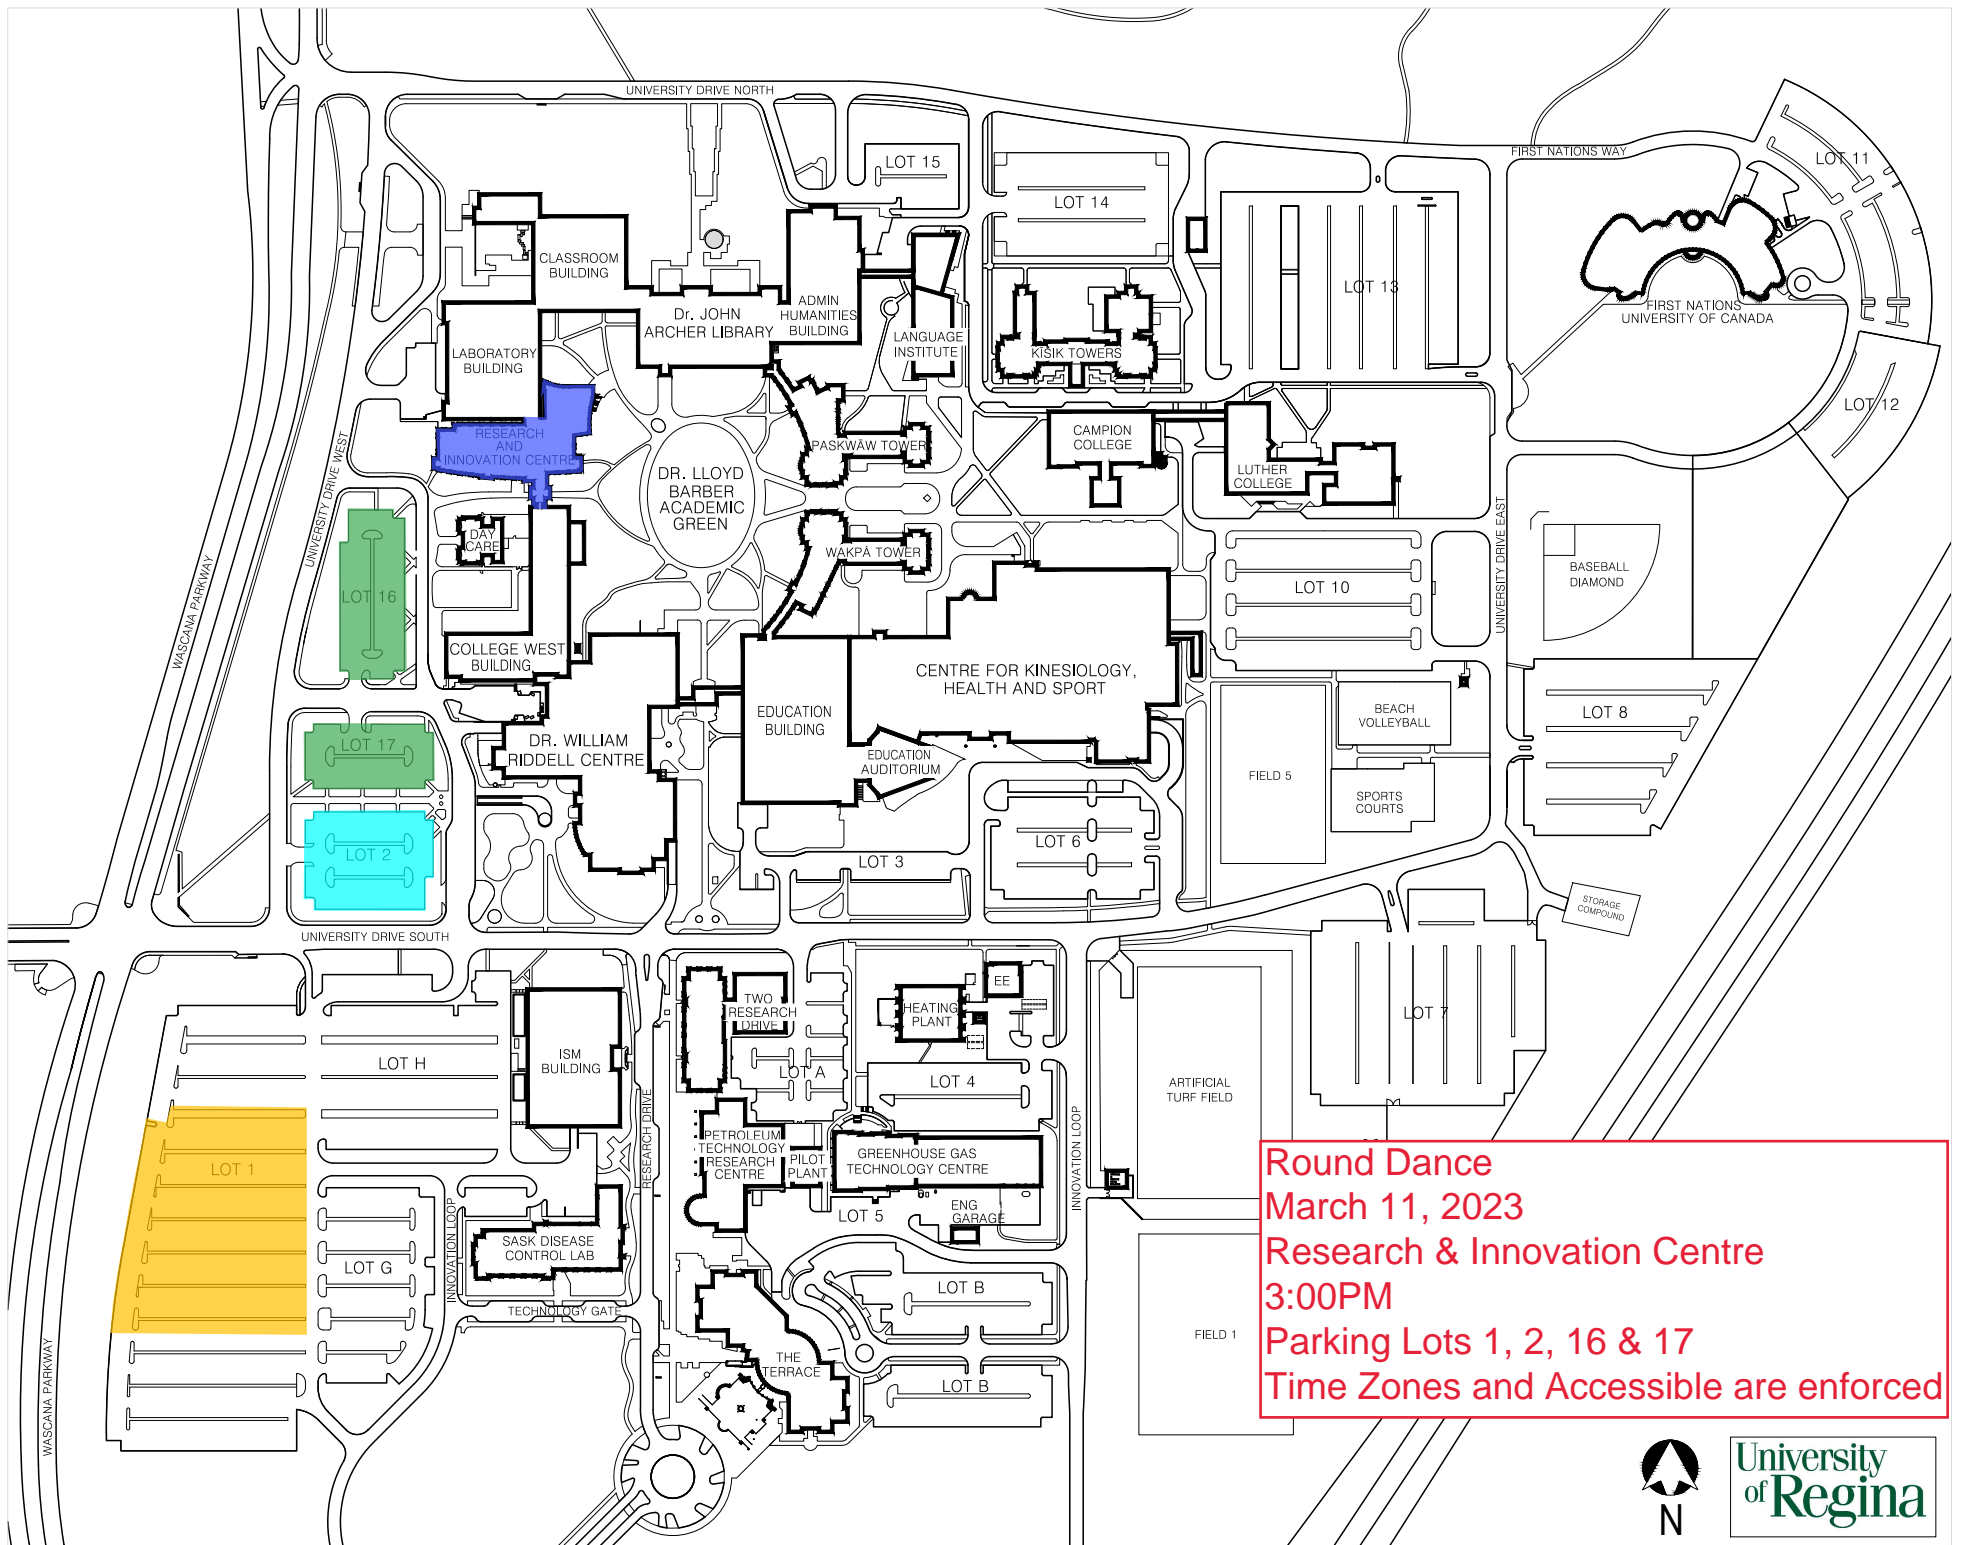 UNIVERSITY DRIVE NORTH
FIRST NATIONS WAY
LOT 11
LOT 15
LOT 14
CLASSROOM
BUILDING
LOT 13
ADMIN
HUMANITIES
BUILDING
Dr. JOHN
ARCHER LIBRARY
FIRST NATIONS
UNIVERSITY OF CANADA
LANGUAGE
INSTITUTE
KĪSIK TOWERS
LABORATORY
BUILDING
LOT 12
RESEARCH
AND
INNOVATION CENTRE
PASKWĀW TOWER
CAMPION
COLLEGE
LUTHER
COLLEGE
DR. LLOYD
BARBER
ACADEMIC
GREEN
UNIVERSITY DRIVE WEST
WASCANA PARKWAY
DAY
CARE
WAKPÁ TOWER
UNIVERSITY DRIVE EAST
BASEBALL
DIAMOND
LOT 10
LOT 16
COLLEGE WEST
BUILDING
CENTRE FOR KINESIOLOGY,
HEALTH AND SPORT
EDUCATION
BUILDING
BEACH
VOLLEYBALL
LOT 8
LOT 17
DR. WILLIAM
RIDDELL CENTRE
EDUCATION
AUDITORIUM
FIELD 5
SPORTS
COURTS
LOT 2
LOT 3
LOT 6
STORAGE
COMPOUND
UNIVERSITY DRIVE SOUTH
EE
TWO
RESEARCH
DRIVE
HEATING
PLANT
LOT 7
LOT H
ISM
BUILDING
LOT A
LOT 4
ARTIFICIAL
TURF FIELD
RESEARCH DRIVE
INNOVATION LOOP
PETROLEUM
TECHNOLOGY
RESEARCH
CENTRE
PILOT
PLANT
GREENHOUSE GAS
TECHNOLOGY CENTRE
LOT 1
LOT 5
ENG
GARAGE
INNOVATION LOOP
SASK DISEASE
CONTROL LAB
LOT G
LOT B
TECHNOLOGY GATE
FIELD 1
THE
TERRACE
LOT B
WASCANA PARKWAY
Round Dance
March 11, 2023
Research & Innovation Centre
3:00PM
Parking Lots 1, 2, 16 & 17
Time Zones and Accessible are enforced
N
University
of Regina